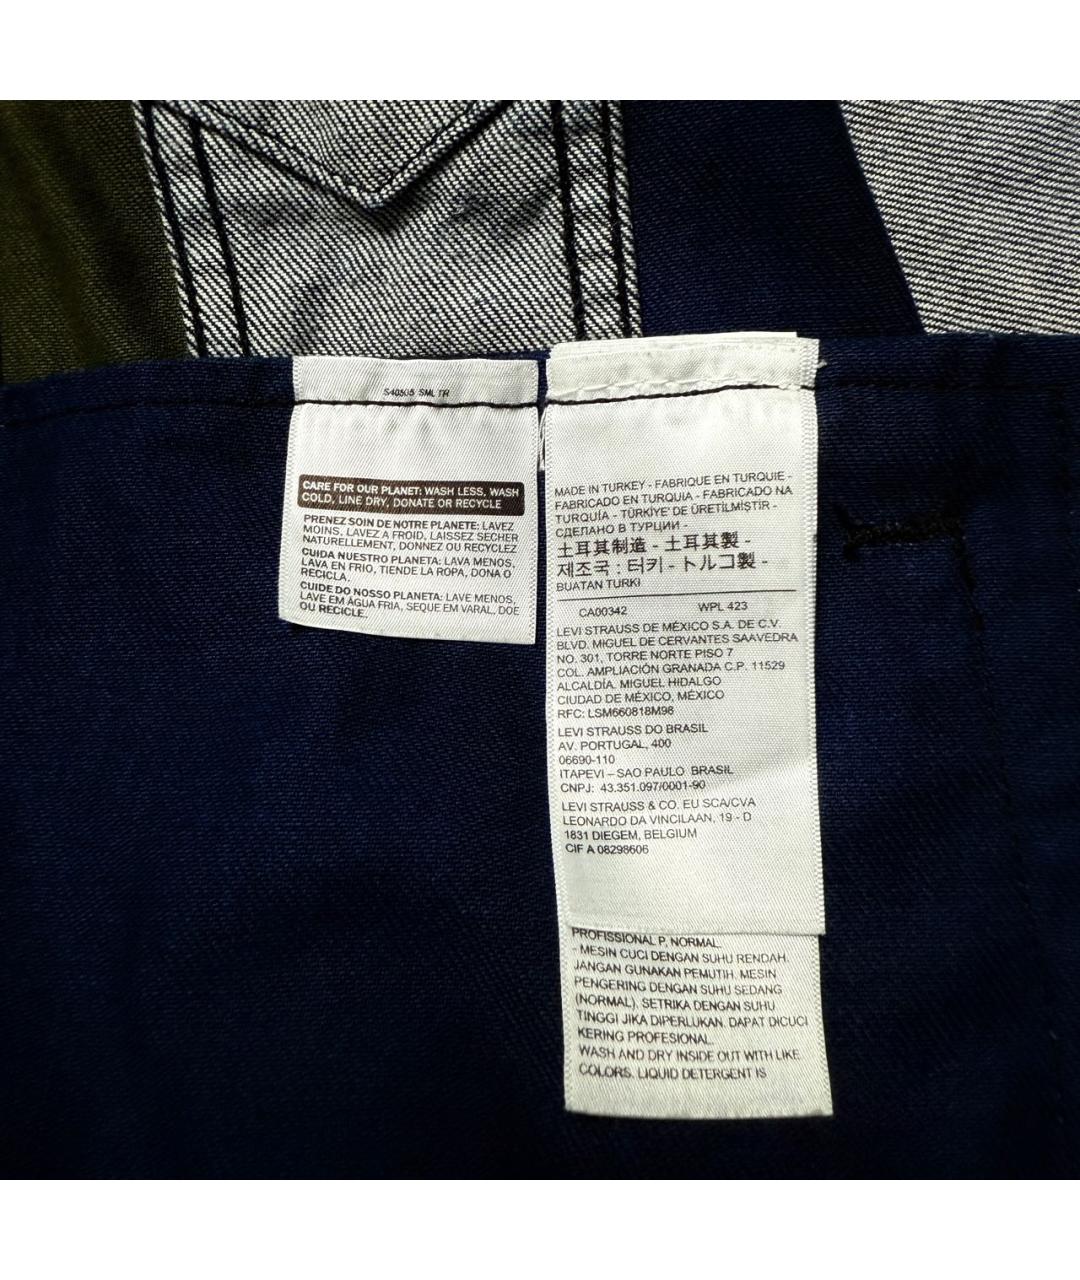 S40505 SML TR
CARE FOR OUR PLANET: WASH LESS, WASH
COLD, LINE DRY, DONATE OR RECYCLE
PRENEZ SOIN DE NOTRE PLANETE: LAVEZ
MOINS, LAVEZ A FROID, LAISSEZ SECHER
NATURELLEMENT, DONNEZ OU RECYCLEZ
CUIDA NUESTRO PLANETA: LAVA MENOS,
LAVA EN FRIO, TIENDE LA ROPA, DONA O
RECICLA.
CUIDE DO NOSSO PLANETA: LAVE MENOS,
LAVE EM ÁGUA FRIA, SEQUE EM VARAL, DOE
OU RECICLE.
MADE IN TURKEY - FABRIQUE EN TURQUIE -
FABRICADO EN TURQUIA - FABRICADO NA
TURQUÍA - TÜRKİYE' DE ÜRETİLMİŞTİR -
СДЕЛАНО В ТУРЦИИ -
土耳其制造 - 土耳其製 -
제조국 : 터키 - トルコ製 -
BUATAN TURKI
CA00342 WPL 423
LEVI STRAUSS DE MÉXICO S.A. DE C.V.
BLVD. MIGUEL DE CERVANTES SAAVEDRA
NO. 301, TORRE NORTE PISO 7
COL. AMPLIACIÓN GRANADA C.P. 11529
ALCALDÍA. MIGUEL HIDALGO
CIUDAD DE MÉXICO, MÉXICO
RFC: LSM660818M96
LEVI STRAUSS DO BRASIL
AV. PORTUGAL, 400
06690-110
ITAPEVI – SAO PAULO BRASIL
CNPJ: 43.351.097/0001-90
LEVI STRAUSS & CO. EU SCA/CVA
LEONARDO DA VINCILAAN, 19 - D
1831 DIEGEM, BELGIUM
CIF A 08298606
PROFISSIONAL P, NORMAL.
- MESIN CUCI DENGAN SUHU RENDAH.
JANGAN GUNAKAN PEMUTIH. MESIN
PENGERING DENGAN SUHU SEDANG
(NORMAL). SETRIKA DENGAN SUHU
TINGGI JIKA DIPERLUKAN. DAPAT DICUCI
KERING PROFESIONAL.
WASH AND DRY INSIDE OUT WITH LIKE
COLORS. LIQUID DETERGENT IS